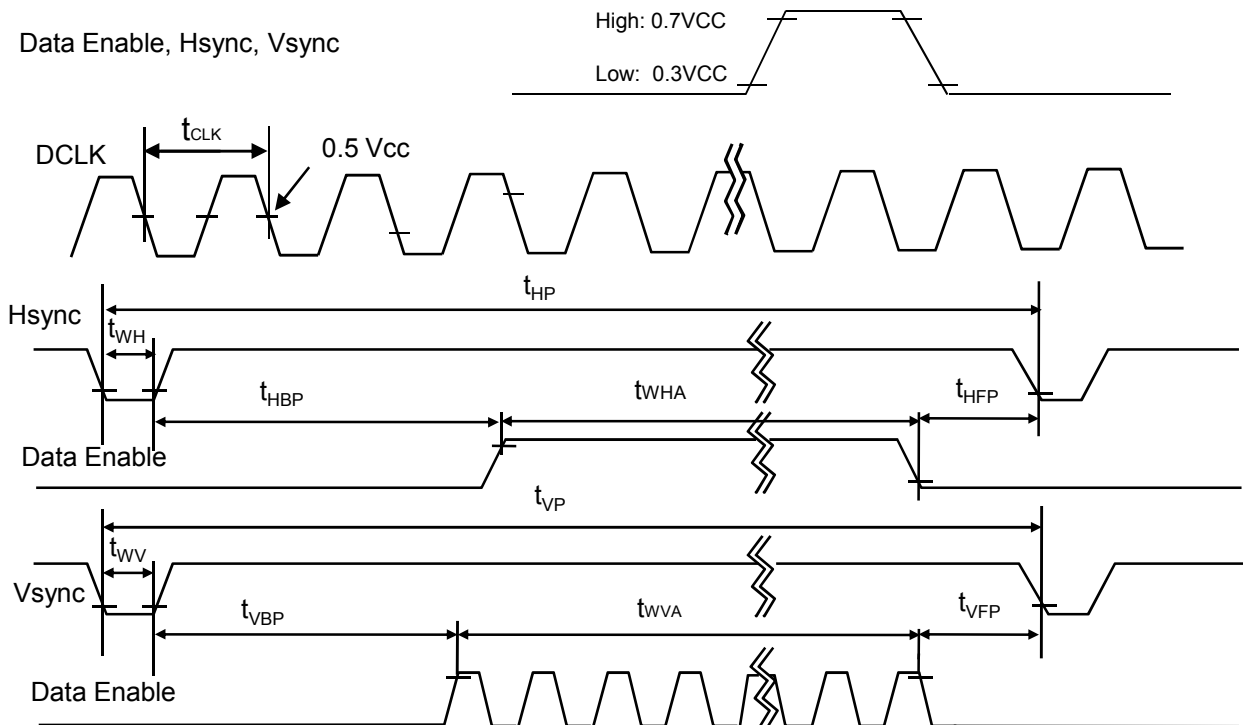 High: 0.7VCC
Data Enable, Hsync, Vsync
Low: 0.3VCC
tCLK
DCLK
0.5 Vcc
tHP
Hsync
tWH
tHBP
tWHA
tHFP
Data Enable
tVP
tWV
Vsync
tVBP
tWVA
tVFP
Data Enable